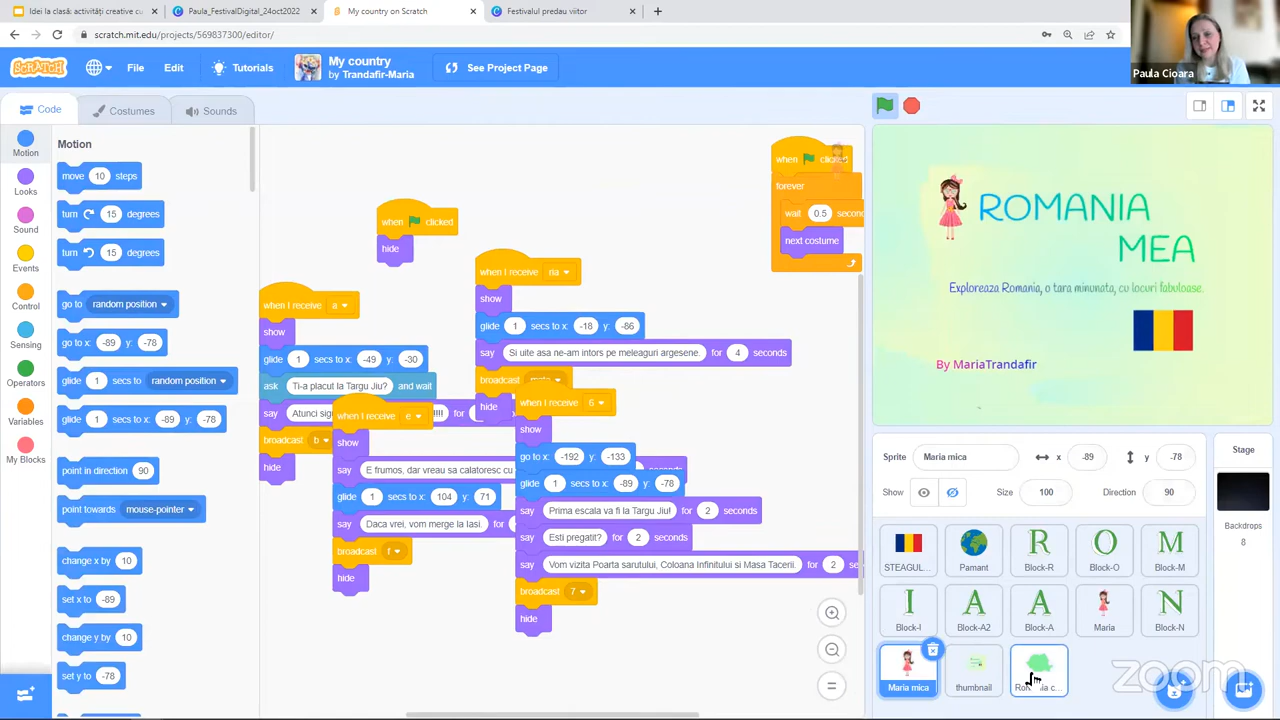 Idei la clasă: activități creative cu
Paula_FestivalDigital_24oct2022
My country on Scratch
Festivalul predau viitor
scratch.mit.edu/projects/569837300/editor/
Paula Cioara
SCRATCH
File
Edit
Tutorials
My country
by Trandafir-Maria
See Project Page
Code
Costumes
Sounds
Motion
Looks
Sound
Events
Control
Sensing
Operators
Variables
My Blocks
Motion
move 10 steps
turn 15 degrees
turn 15 degrees
go to random position
go to x: -89 y: -78
glide 1 secs to random position
glide 1 secs to x: -89 y: -78
point in direction 90
point towards mouse-pointer
change x by 10
set x to -89
change y by 10
set y to -78
when clicked
hide
when I receive a
show
glide 1 secs to x: -49 y: -30
ask Ti-a placut la Targu Jiu? and wait
say Atunci !!!! for
broadcast b
hide
when I receive e
show
say E frumos, dar vreau sa calatoresc cu
glide 1 secs to x: 104 y: 71
say Daca vrei, vom merge la Iasi. for
broadcast f
hide
when I receive ria
show
glide 1 secs to x: -18 y: -86
say Si uite asa ne-am intors pe meleaguri argesene. for 4 seconds
broadcast
hide
when I receive 5
show
go to x: -192 y: -133
glide 1 secs to x: -89 y: -78
say Prima escala va fi la Targu Jiu! for 2 seconds
say Esti pregatit? for 2 seconds
say Vom vizita Poarta sarutului, Coloana Infinitului si Masa Tacerii. for 2
broadcast 7
hide
when clicked
forever
wait 0.5 second
next costume
ROMANIA
MEA
Exploreaza Romania, o tara minunata, cu locuri fabuloase.
By MariaTrandafir
Sprite Maria mica x -89 y -78
Show Size 100 Direction 90
STEAGUL...
Pamant
R
Block-R
O
Block-O
M
Block-M
I
Block-I
A
Block-A2
A
Block-A
Maria
N
Block-N
Maria mica
thumbnail
Stage
Backdrops
8
zoom